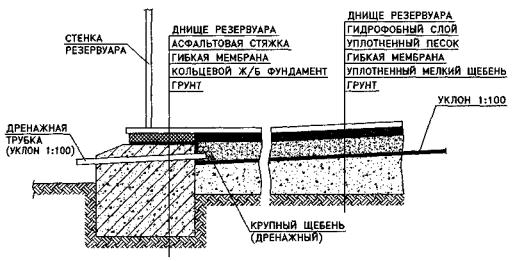 СТЕНКА
РЕЗЕРВУАРА
ДНИЩЕ РЕЗЕРВУАРА
АСФАЛЬТОВАЯ СТЯЖКА
ГИБКАЯ МЕМБРАНА
КОЛЬЦЕВОЙ Ж/Б ФУНДАМЕНТ
ГРУНТ
ДНИЩЕ РЕЗЕРВУАРА
ГИДРОФОБНЫЙ СЛОЙ
УПЛОТНЕННЫЙ ПЕСОК
ГИБКАЯ МЕМБРАНА
УПЛОТНЕННЫЙ МЕЛКИЙ ЩЕБЕНЬ
ГРУНТ
УКЛОН 1:100
ДРЕНАЖНАЯ
ТРУБКА
(УКЛОН 1:100)
КРУПНЫЙ ЩЕБЕНЬ
(ДРЕНАЖНЫЙ)